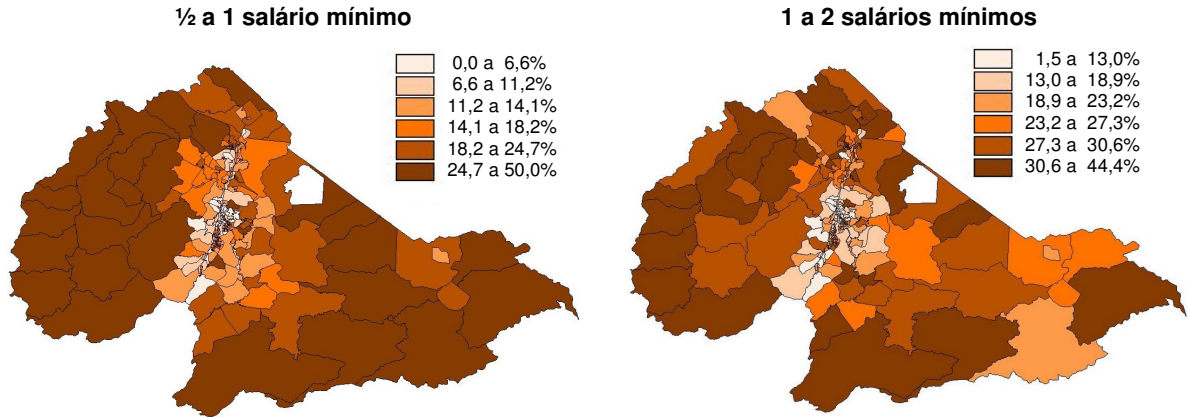 ½ a 1 salário mínimo
0,0 a 6,6%
6,6 a 11,2%
11,2 a 14,1%
14,1 a 18,2%
18,2 a 24,7%
24,7 a 50,0%
1 a 2 salários mínimos
1,5 a 13,0%
13,0 a 18,9%
18,9 a 23,2%
23,2 a 27,3%
27,3 a 30,6%
30,6 a 44,4%